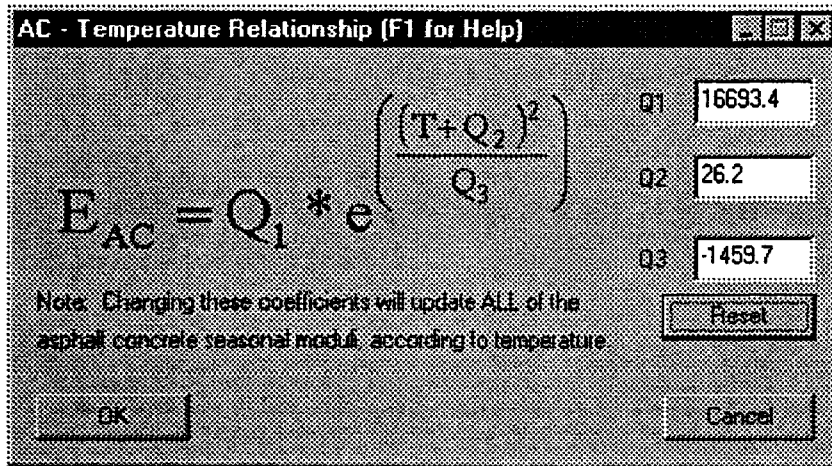 AC - Temperature Relationship (F1 for Help)
E_AC = Q_1 * e^((T+Q_2)^2 / Q_3)
Q1 16693.4
Q2 26.2
Q3 -1459.7
Note: Changing these coefficients will update ALL of the
asphalt concrete seasonal moduli, according to temperature.
Reset
OK
Cancel